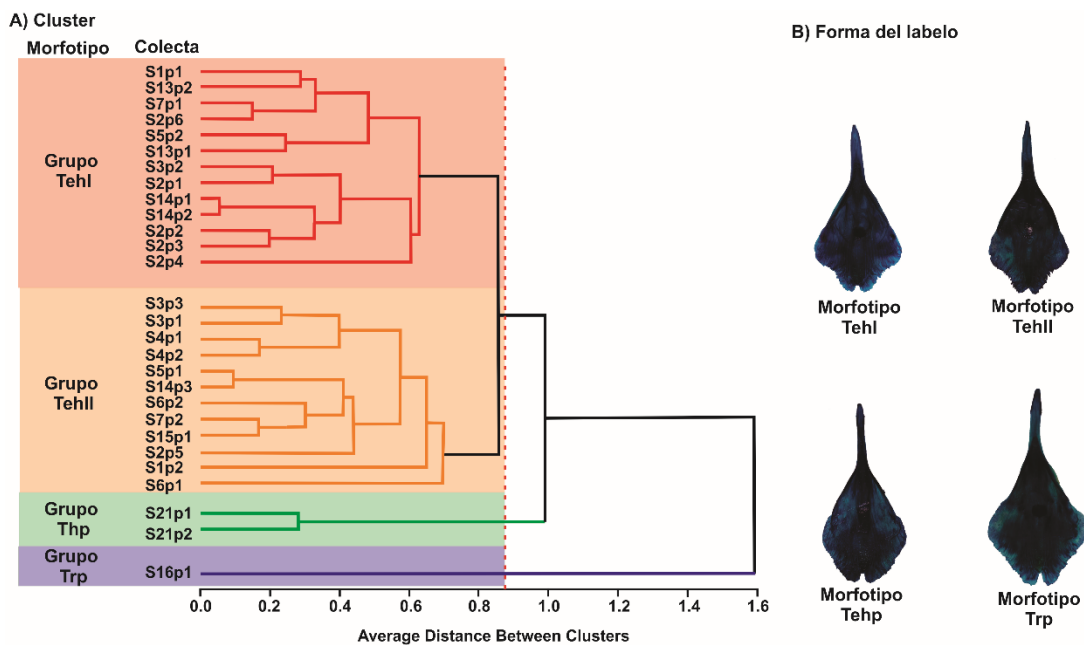 A) Cluster
Morfotipo Colecta
Grupo
TehI
S1p1
S13p2
S7p1
S2p6
S5p2
S13p1
S3p2
S2p1
S14p1
S14p2
S2p2
S2p3
S2p4
Grupo
TehII
S3p3
S3p1
S4p1
S4p2
S5p1
S14p3
S6p2
S7p2
S15p1
S2p5
S1p2
S6p1
Grupo
Thp
S21p1
S21p2
Grupo
Trp
S16p1
0.0 0.2 0.4 0.6 0.8 1.0 1.2 1.4 1.6
Average Distance Between Clusters
B) Forma del labelo
Morfotipo
TehI
Morfotipo
TehII
Morfotipo
Tehp
Morfotipo
Trp